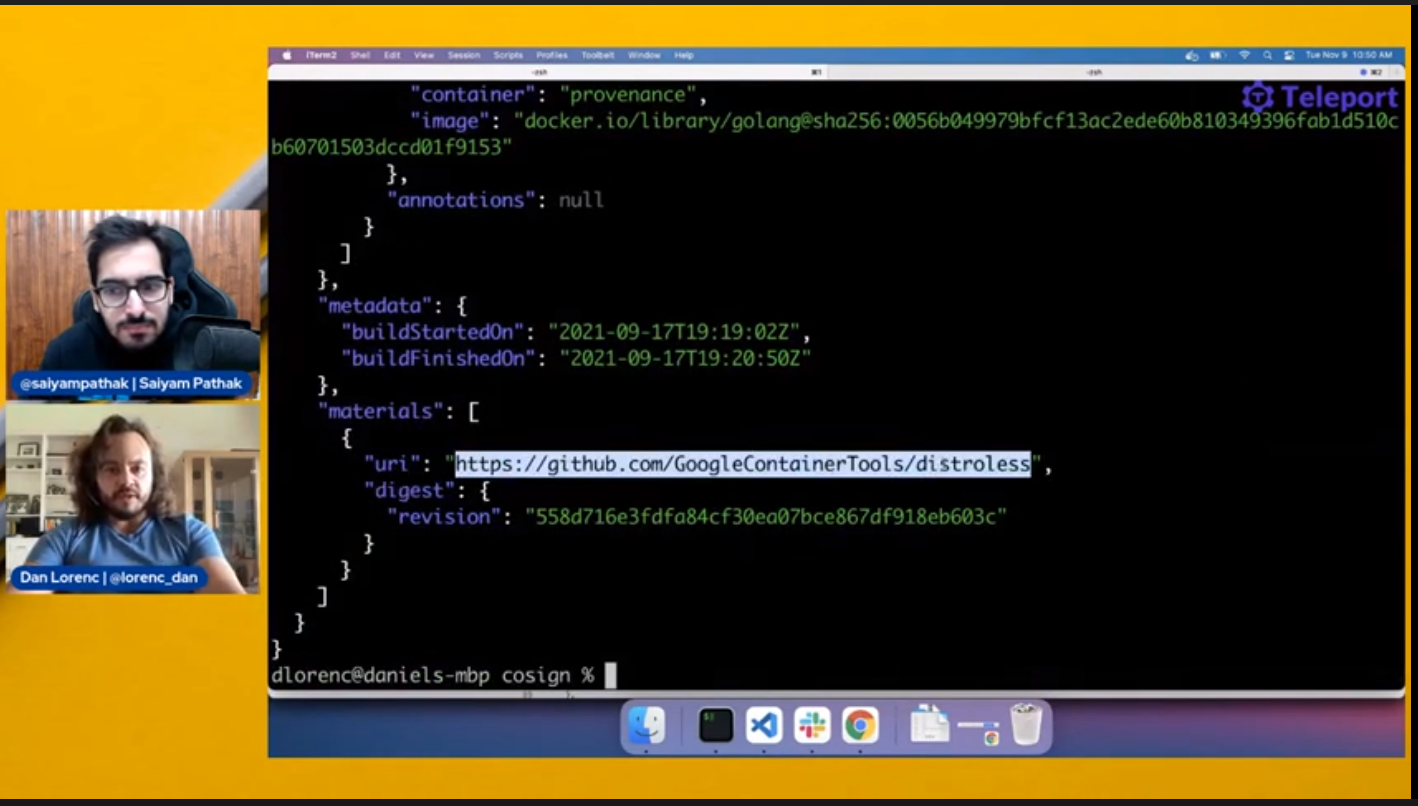 iTerm2 Shell Edit View Session Scripts Profiles Toolbelt Window Help
Tue Nov 9 10:50 AM
-zsh ⌘1 -zsh ⌘2
Teleport
"container": "provenance",
"image": "docker.io/library/golang@sha256:0056b049979bfcf13ac2ede60b810349396fab1d510c
b60701503dccd01f9153"
},
"annotations": null
}
]
},
"metadata": {
"buildStartedOn": "2021-09-17T19:19:02Z",
"buildFinishedOn": "2021-09-17T19:20:50Z"
},
"materials": [
{
"uri": "https://github.com/GoogleContainerTools/distroless",
"digest": {
"revision": "558d716e3fdfa84cf30ea07bce867df918eb603c"
}
}
]
}
}
dlorenc@daniels-mbp cosign %
@saiyampathak | Saiyam Pathak
Dan Lorenc | @lorenc_dan